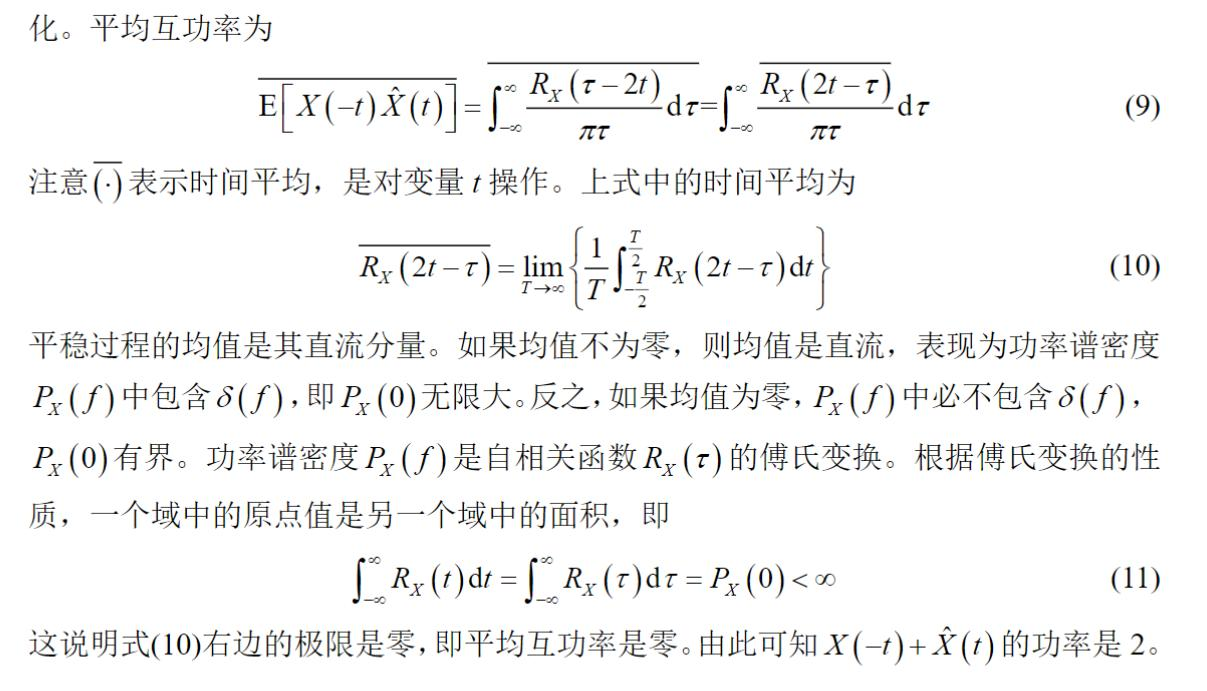 化。平均互功率为
$$\overline{\mathrm{E}\left[X(-t)\hat{X}(t)\right]}=\overline{\int_{-\infty}^{\infty}\frac{R_X(\tau-2t)}{\pi\tau}\mathrm{d}\tau}=\int_{-\infty}^{\infty}\frac{\overline{R_X(2t-\tau)}}{\pi\tau}\mathrm{d}\tau$$ (9)
注意$\overline{(\cdot)}$表示时间平均，是对变量 t 操作。上式中的时间平均为
$$\overline{R_X(2t-\tau)}=\lim_{T\to\infty}\left\{\frac{1}{T}\int_{-\frac{T}{2}}^{\frac{T}{2}}R_X(2t-\tau)\mathrm{d}t\right\}$$ (10)
平稳过程的均值是其直流分量。如果均值不为零，则均值是直流，表现为功率谱密度
$P_X(f)$中包含$\delta(f)$，即$P_X(0)$无限大。反之，如果均值为零，$P_X(f)$中必不包含$\delta(f)$，
$P_X(0)$有界。功率谱密度$P_X(f)$是自相关函数$R_X(\tau)$的傅氏变换。根据傅氏变换的性
质，一个域中的原点值是另一个域中的面积，即
$$\int_{-\infty}^{\infty}R_X(t)\mathrm{d}t=\int_{-\infty}^{\infty}R_X(\tau)\mathrm{d}\tau=P_X(0)<\infty$$ (11)
这说明式(10)右边的极限是零，即平均互功率是零。由此可知$X(-t)+\hat{X}(t)$的功率是 2。